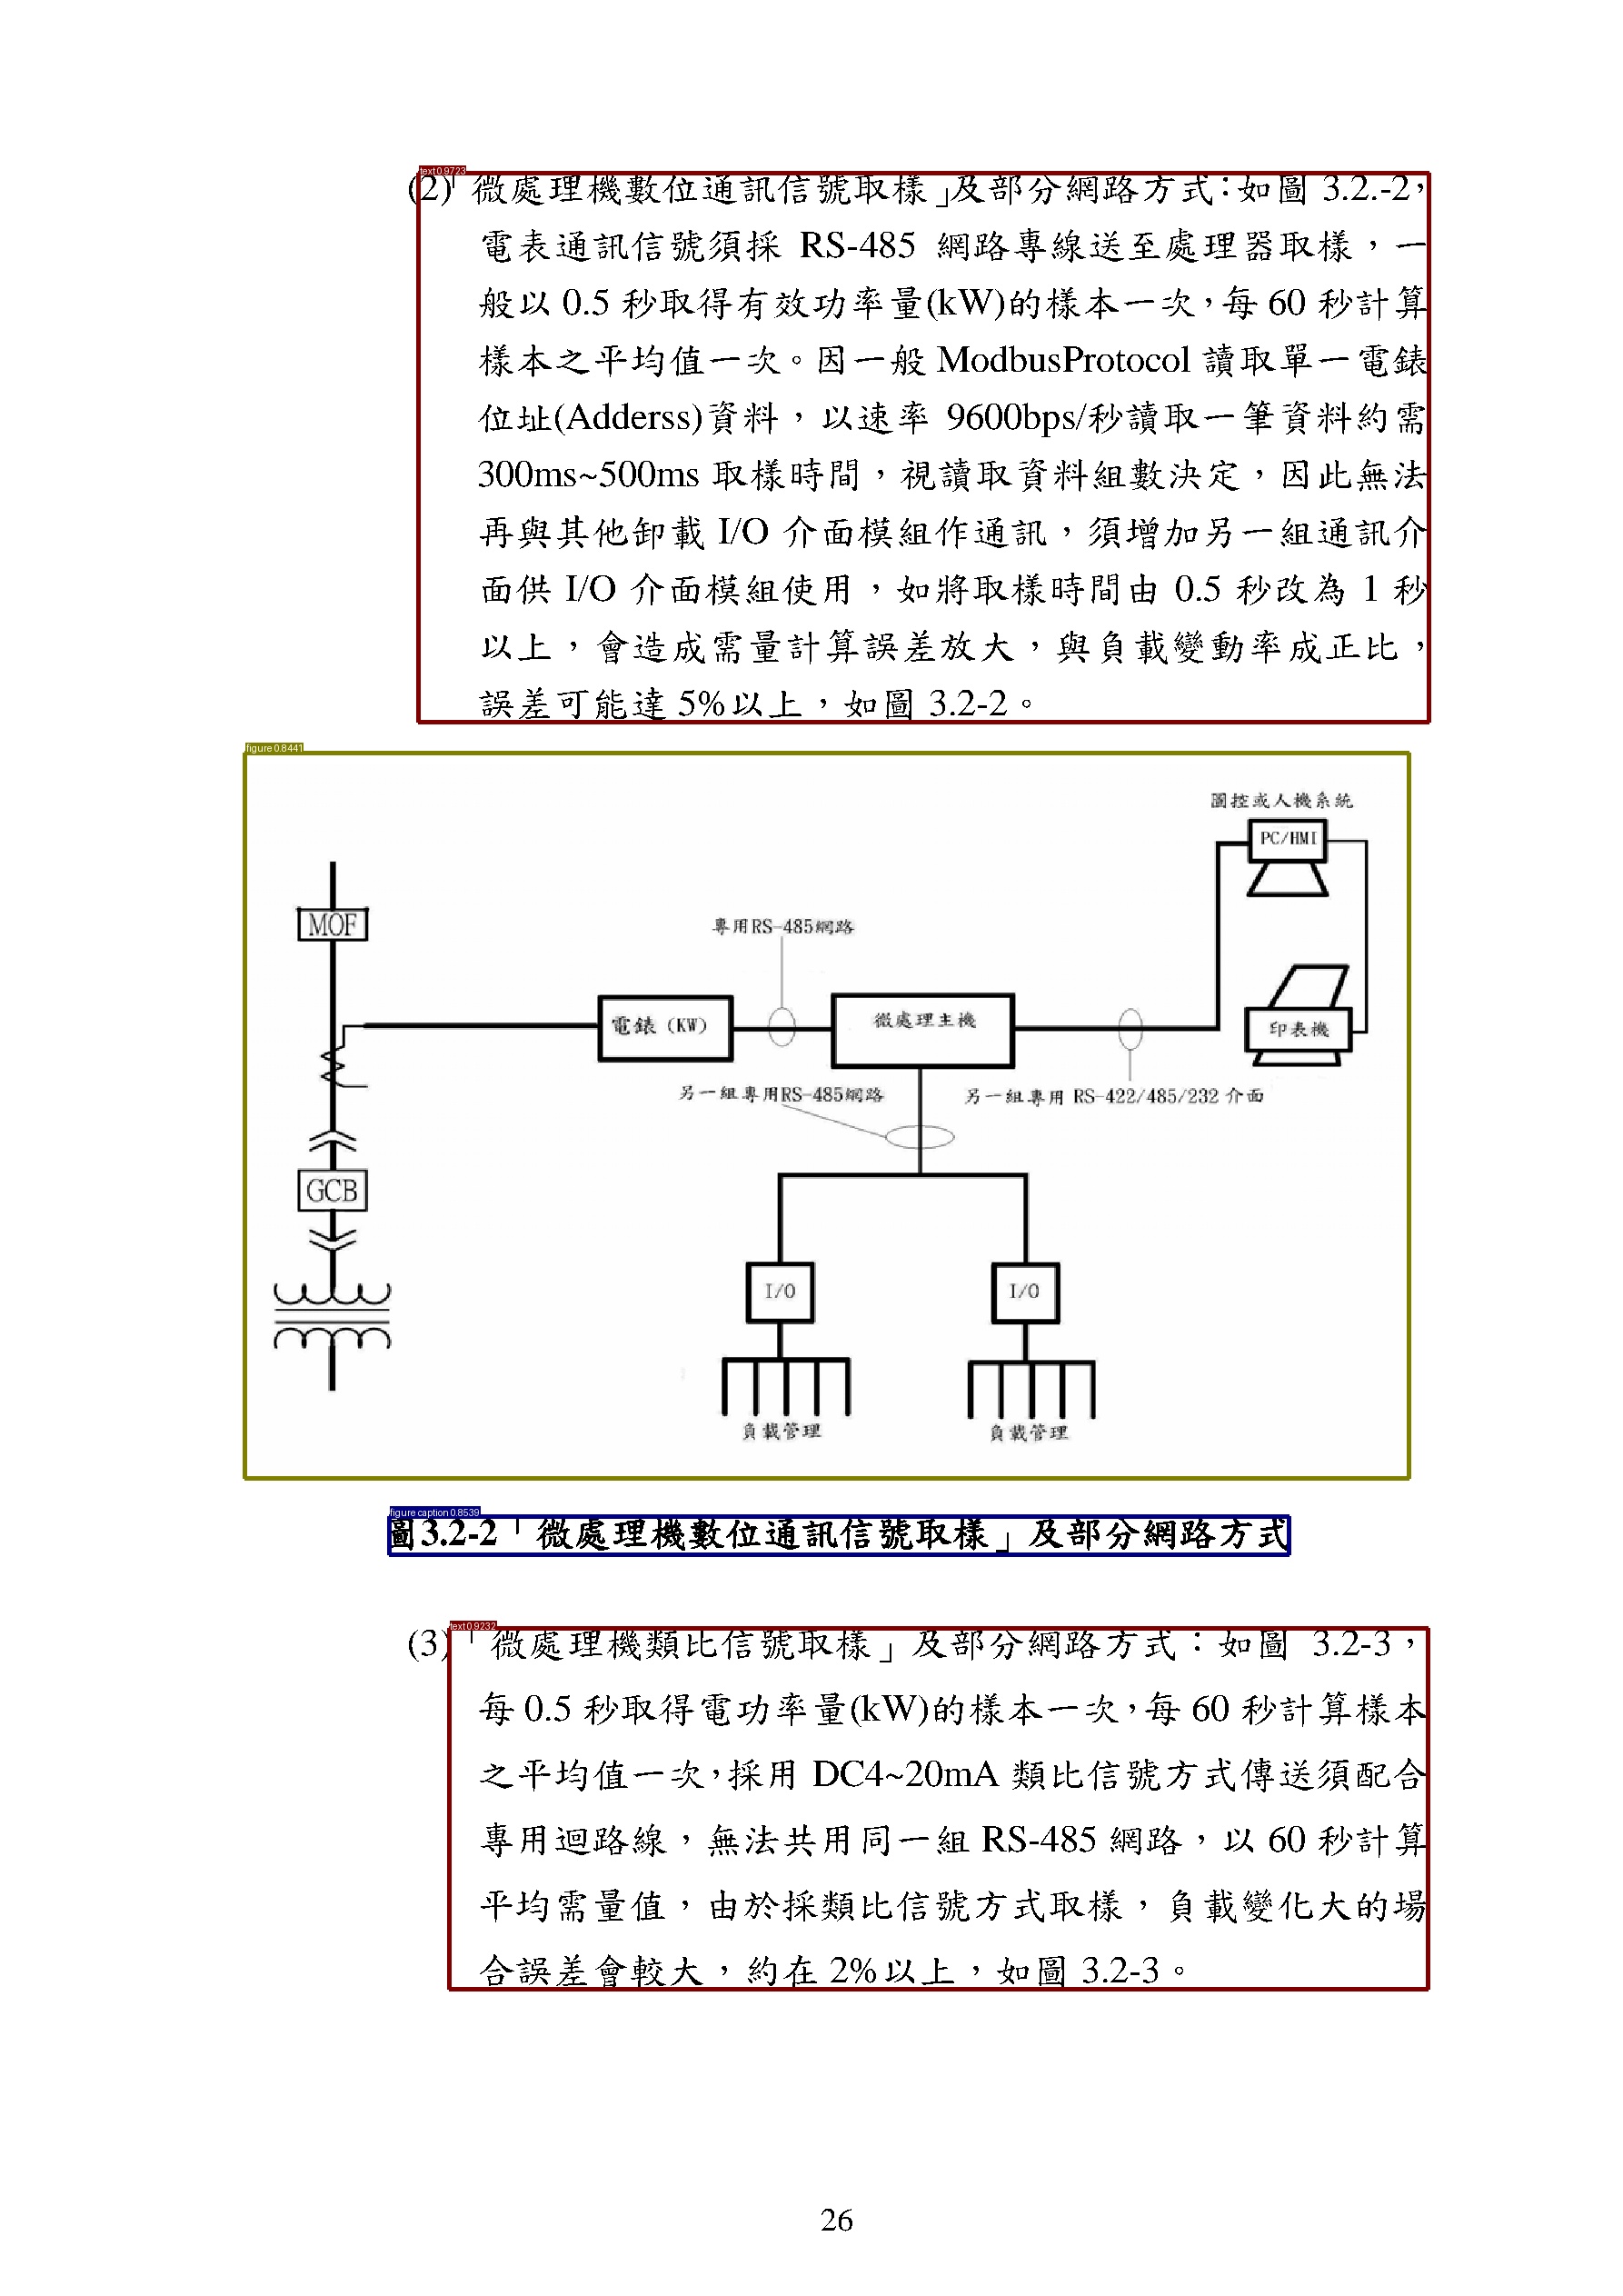 text 0.9723
(2)「微處理機數位通訊信號取樣」及部分網路方式：如圖 3.2.-2，
電表通訊信號須採 RS-485 網路專線送至處理器取樣，一
般以 0.5 秒取得有效功率量(kW)的樣本一次，每 60 秒計算
樣本之平均值一次。因一般 ModbusProtocol 讀取單一電錶
位址(Adderss)資料，以速率 9600bps/秒讀取一筆資料約需
300ms~500ms 取樣時間，視讀取資料組數決定，因此無法
再與其他卸載 I/O 介面模組作通訊，須增加另一組通訊介
面供 I/O 介面模組使用，如將取樣時間由 0.5 秒改為 1 秒
以上，會造成需量計算誤差放大，與負載變動率成正比，
誤差可能達 5%以上，如圖 3.2-2。
figure 0.8441
圖控或人機系統
PC/HMI
MOF
專用RS-485網路
電錶（KW）
微處理主機
印表機
另一組專用RS-485網路
另一組專用 RS-422/485/232 介面
GCB
I/O
I/O
負載管理
負載管理
figure caption 0.8539
圖3.2-2「微處理機數位通訊信號取樣」及部分網路方式
text 0.9232
(3)「微處理機類比信號取樣」及部分網路方式：如圖 3.2-3，
每 0.5 秒取得電功率量(kW)的樣本一次，每 60 秒計算樣本
之平均值一次，採用 DC4~20mA 類比信號方式傳送須配合
專用迴路線，無法共用同一組 RS-485 網路，以 60 秒計算
平均需量值，由於採類比信號方式取樣，負載變化大的場
合誤差會較大，約在 2%以上，如圖 3.2-3。
26